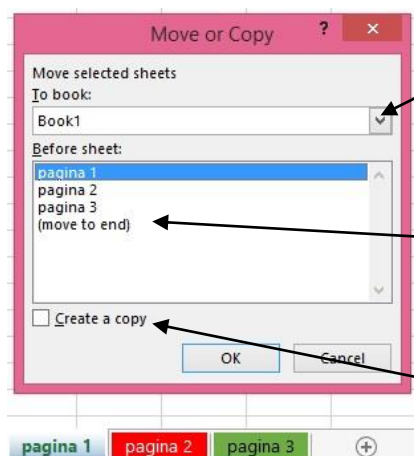 Move or Copy ? ×
Move selected sheets
To book:
Book1
Before sheet:
pagina 1
pagina 2
pagina 3
(move to end)
Create a copy
OK Cancel
pagina 1 pagina 2 pagina 3